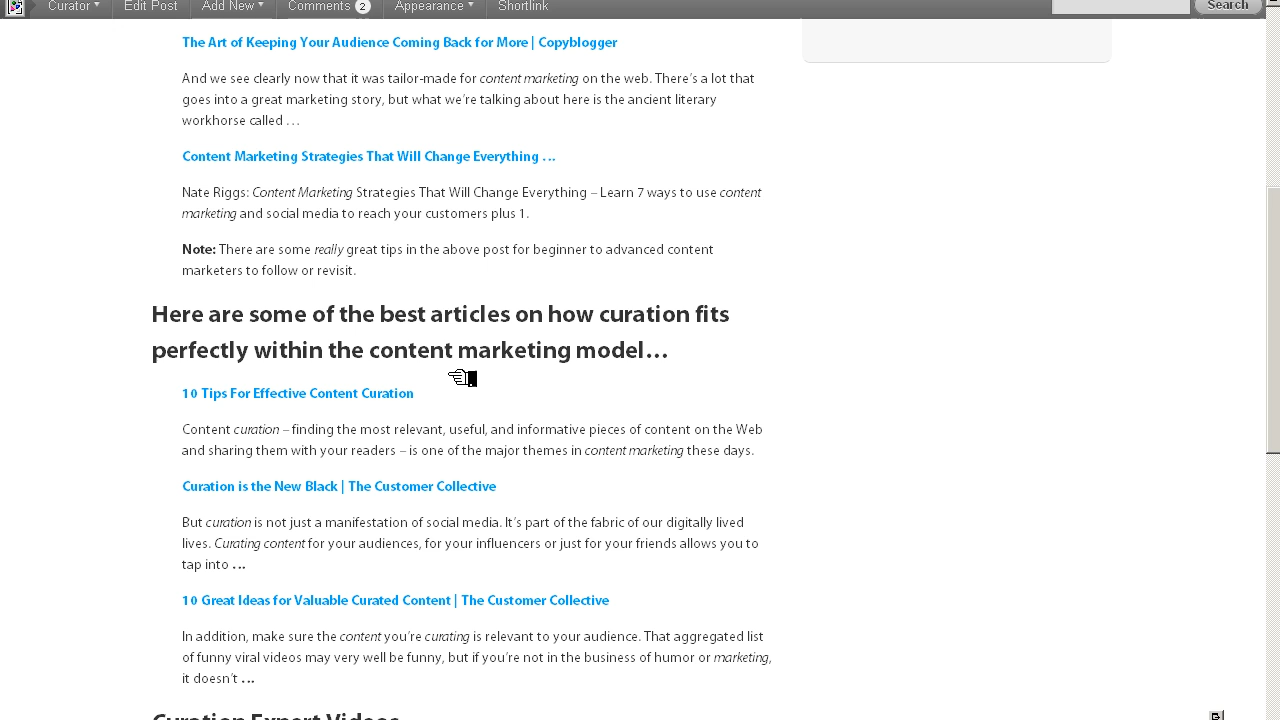 Curator Edit Post Add New Comments 2 Appearance Shortlink Search
The Art of Keeping Your Audience Coming Back for More | Copyblogger
And we see clearly now that it was tailor-made for content marketing on the web. There's a lot that
goes into a great marketing story, but what we're talking about here is the ancient literary
workhorse called …
Content Marketing Strategies That Will Change Everything …
Nate Riggs: Content Marketing Strategies That Will Change Everything – Learn 7 ways to use content
marketing and social media to reach your customers plus 1.
Note: There are some really great tips in the above post for beginner to advanced content
marketers to follow or revisit.
Here are some of the best articles on how curation fits
perfectly within the content marketing model…
10 Tips For Effective Content Curation
Content curation – finding the most relevant, useful, and informative pieces of content on the Web
and sharing them with your readers – is one of the major themes in content marketing these days.
Curation is the New Black | The Customer Collective
But curation is not just a manifestation of social media. It's part of the fabric of our digitally lived
lives. Curating content for your audiences, for your influencers or just for your friends allows you to
tap into …
10 Great Ideas for Valuable Curated Content | The Customer Collective
In addition, make sure the content you're curating is relevant to your audience. That aggregated list
of funny viral videos may very well be funny, but if you're not in the business of humor or marketing,
it doesn't …
Curation Expert Videos